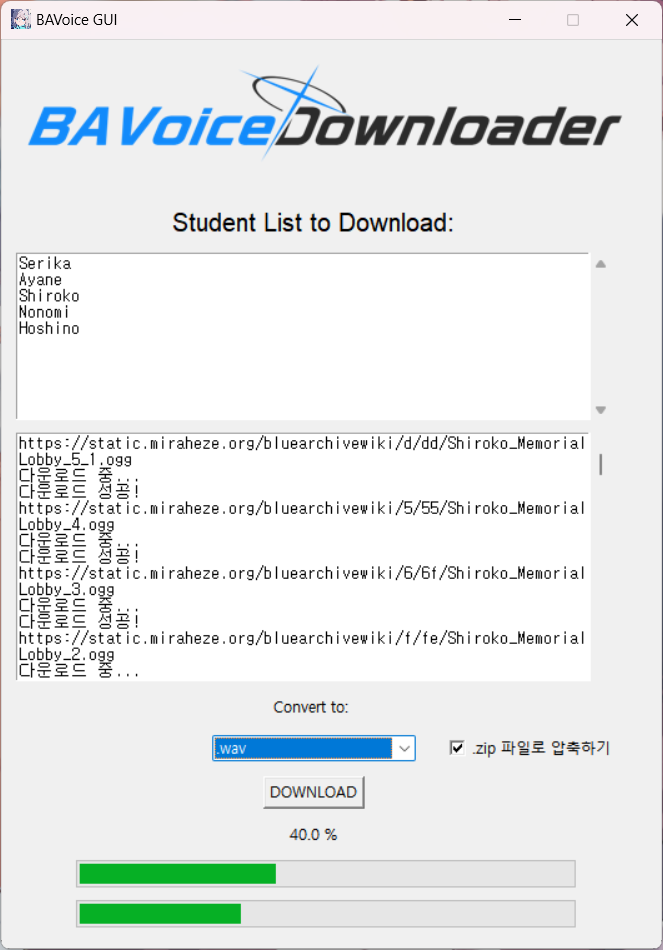 BAVoice GUI
BAVoiceDownloader
Student List to Download:
Serika
Ayane
Shiroko
Nonomi
Hoshino
https://static.miraheze.org/bluearchivewiki/d/dd/Shiroko_Memorial
Lobby_5_1.ogg
다운로드 중...
다운로드 성공!
https://static.miraheze.org/bluearchivewiki/5/55/Shiroko_Memorial
Lobby_4.ogg
다운로드 중...
다운로드 성공!
https://static.miraheze.org/bluearchivewiki/6/6f/Shiroko_Memorial
Lobby_3.ogg
다운로드 중...
다운로드 성공!
https://static.miraheze.org/bluearchivewiki/f/fe/Shiroko_Memorial
Lobby_2.ogg
다운로드 중...
Convert to:
.wav
.zip 파일로 압축하기
DOWNLOAD
40.0 %